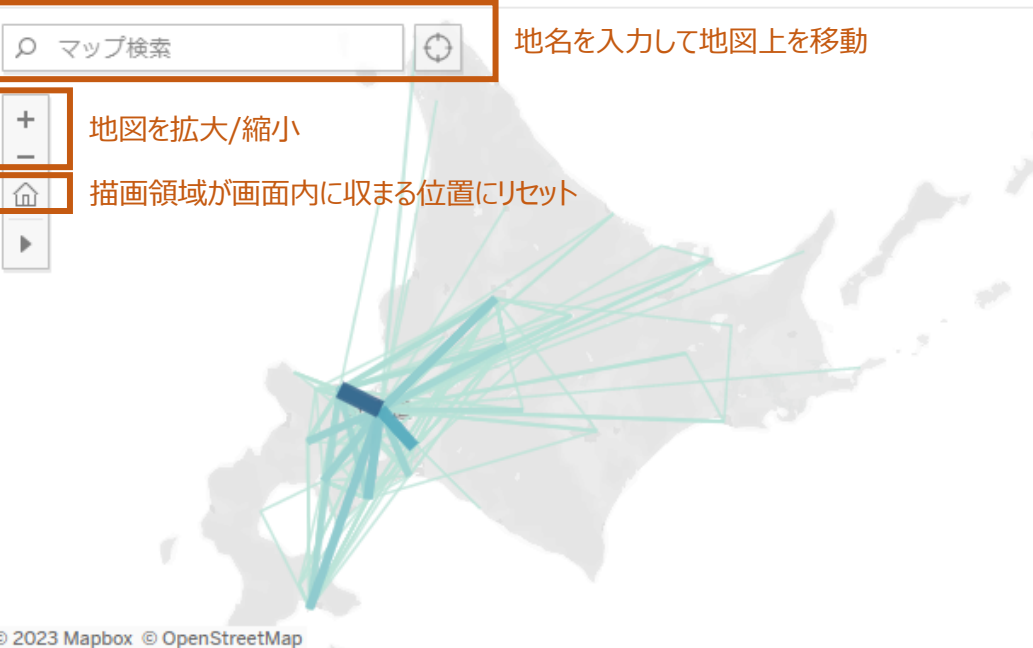 マップ検索
地名を入力して地図上を移動
地図を拡大/縮小
描画領域が画面内に収まる位置にリセット
© 2023 Mapbox © OpenStreetMap